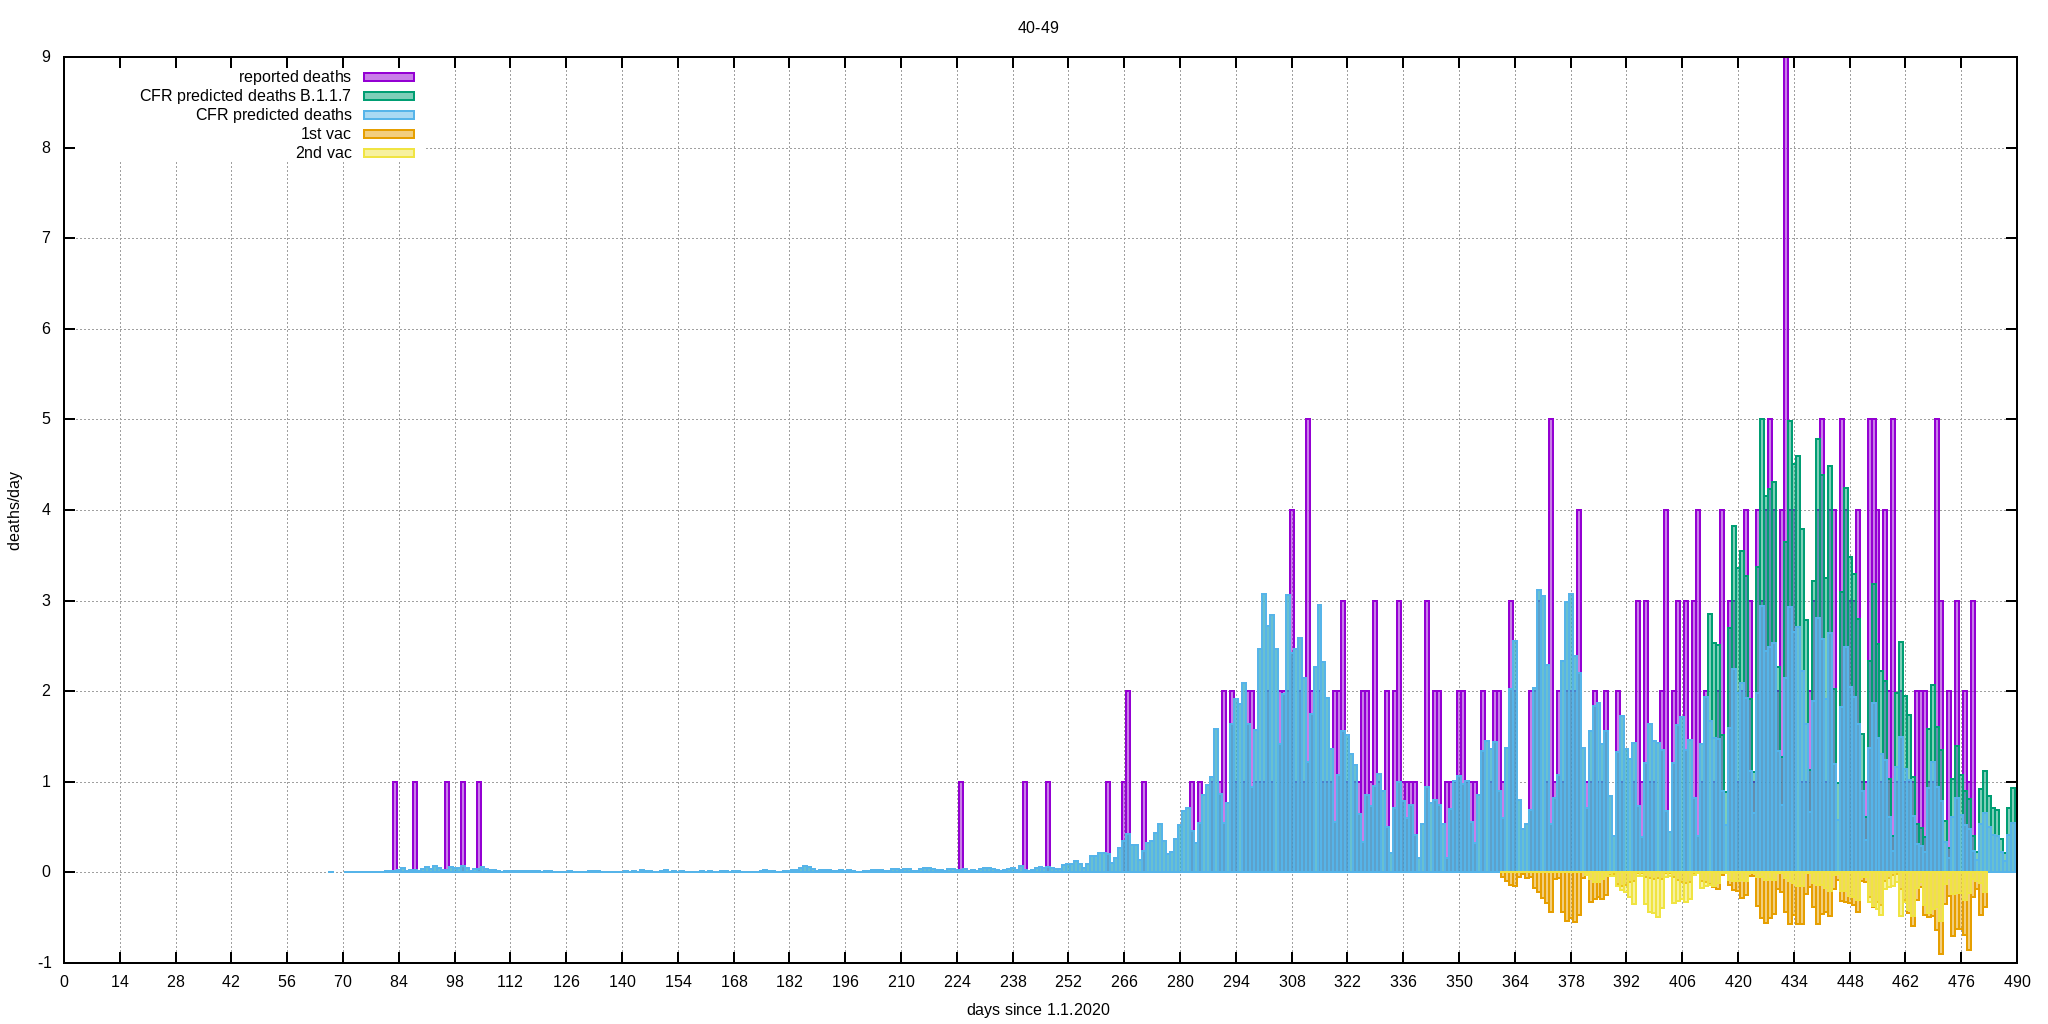 40-49
reported deaths
CFR predicted deaths B.1.1.7
CFR predicted deaths
1st vac
2nd vac
9
8
7
6
5
4
3
2
1
0
-1
deaths/day
0 14 28 42 56 70 84 98 112 126 140 154 168 182 196 210 224 238 252 266 280 294 308 322 336 350 364 378 392 406 420 434 448 462 476 490
days since 1.1.2020